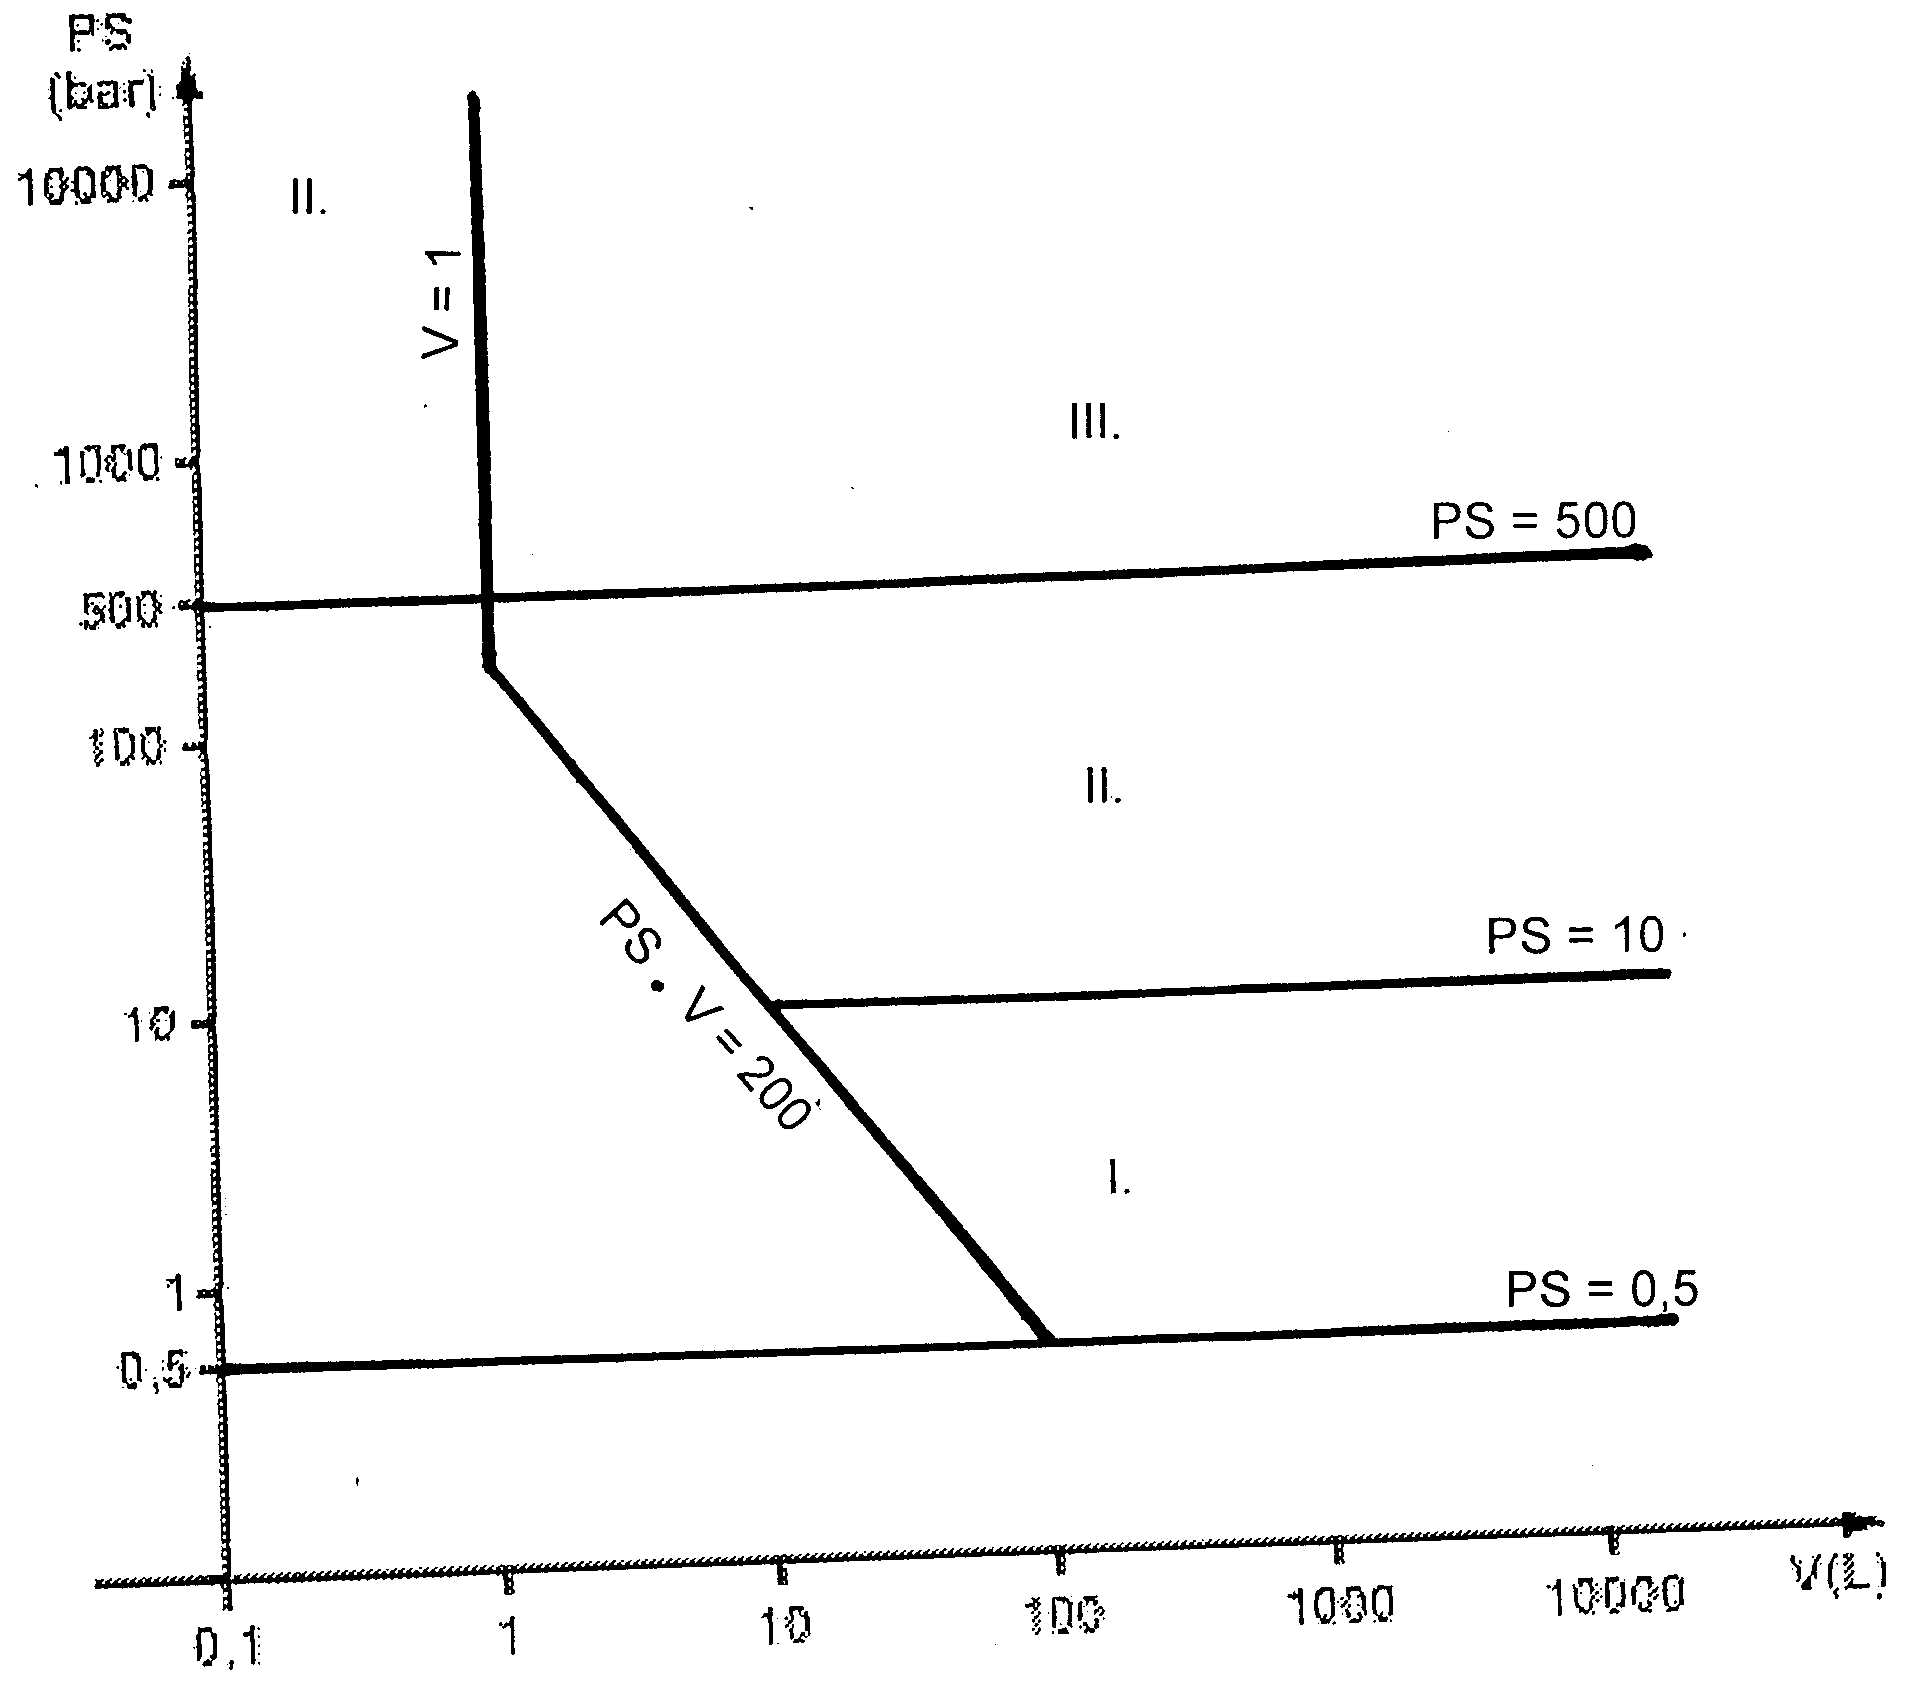 PS
(bar)
10000
II.
V = 1
III.
1000
PS = 500
500
100
II.
PS = 10
PS . V = 200
10
I.
1
PS = 0,5
0,5
V(L)
0,1
1
10
100
1000
10000